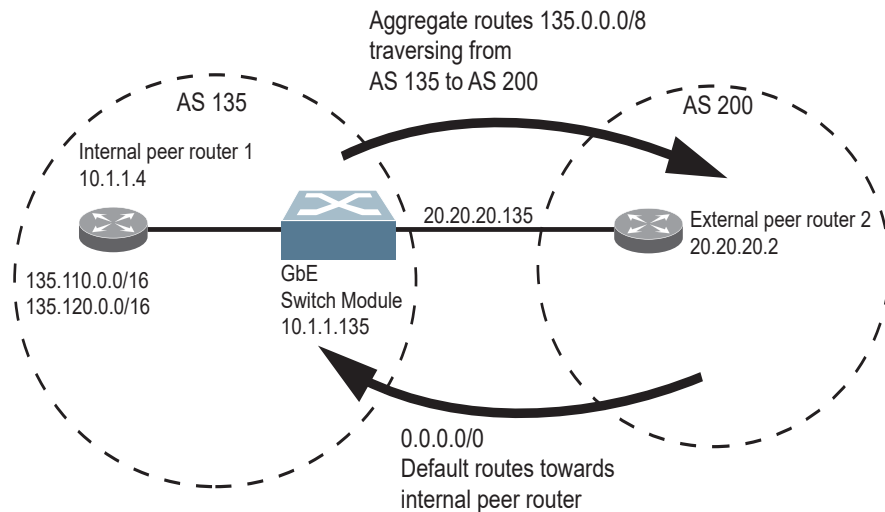 Aggregate routes 135.0.0.0/8
traversing from
AS 135 to AS 200
AS 135
AS 200
Internal peer router 1
10.1.1.4
20.20.20.135
External peer router 2
20.20.20.2
135.110.0.0/16
135.120.0.0/16
GbE
Switch Module
10.1.1.135
0.0.0.0/0
Default routes towards
internal peer router